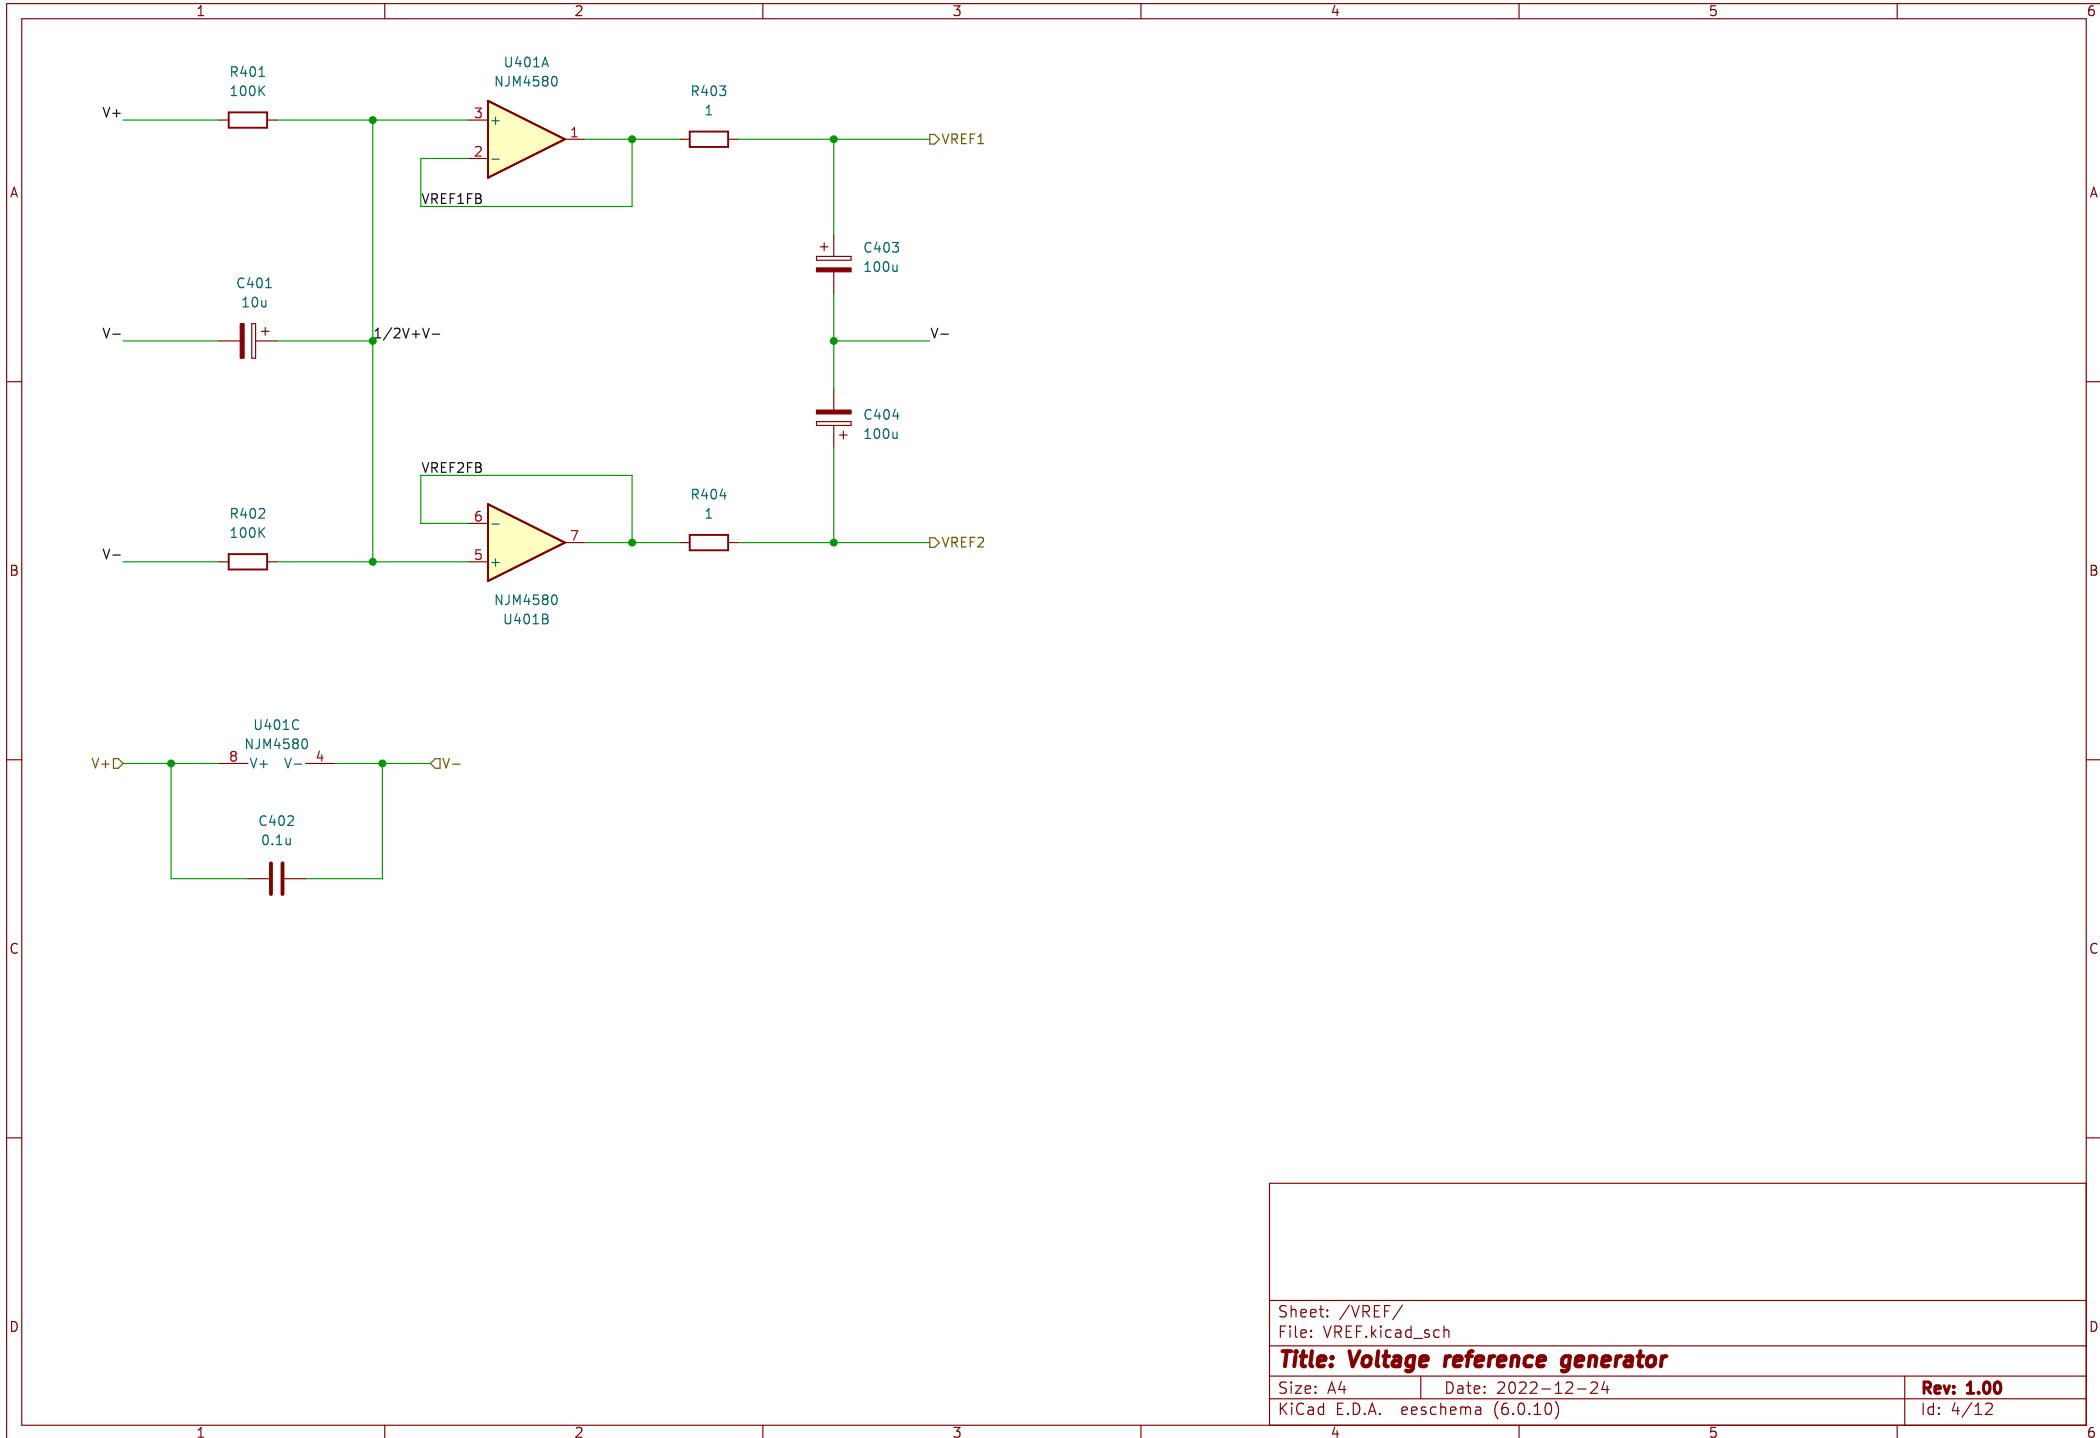 1 2 3 4 5 6
U401A
NJM4580
R401
100K
R403
1
V+
3
+
1
2
−
VREF1
VREF1FB
A
A
+
C403
100u
C401
10u
V−
+
1/2V+V−
V−
C404
100u
+
VREF2FB
R402
100K
R404
1
6
−
7
VREF2
V−
5
+
B
B
NJM4580
U401B
U401C
NJM4580
V+
8
V+
V−
4
V−
C402
0.1u
C
C
Sheet: /VREF/
File: VREF.kicad_sch
D
D
Title: Voltage reference generator
Size: A4
Date: 2022-12-24
Rev: 1.00
KiCad E.D.A. eeschema (6.0.10)
Id: 4/12
1 2 3 4 5 6